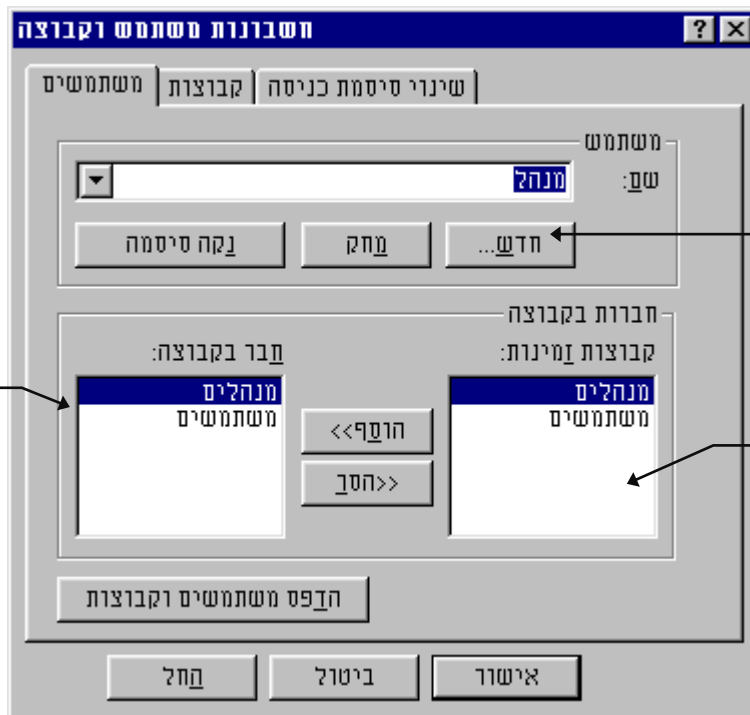 חשבונות משתמש וקבוצה
משתמשים קבוצות שינוי סיסמת כניסה
משתמש
שם: מנהל
חדש... מחק נקה סיסמה
חברות בקבוצה
קבוצות זמינות: חבר בקבוצה:
מנהלים מנהלים
משתמשים משתמשים
הוסף>>
<<הסר
הדפס משתמשים וקבוצות
אישור ביטול החל